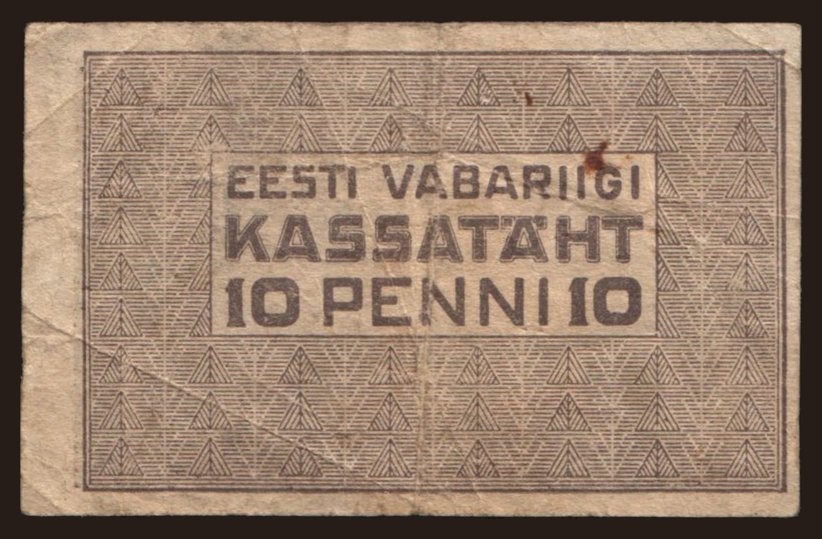 EESTI VABARIIGI
KASSATÄHT
10 PENNI 10